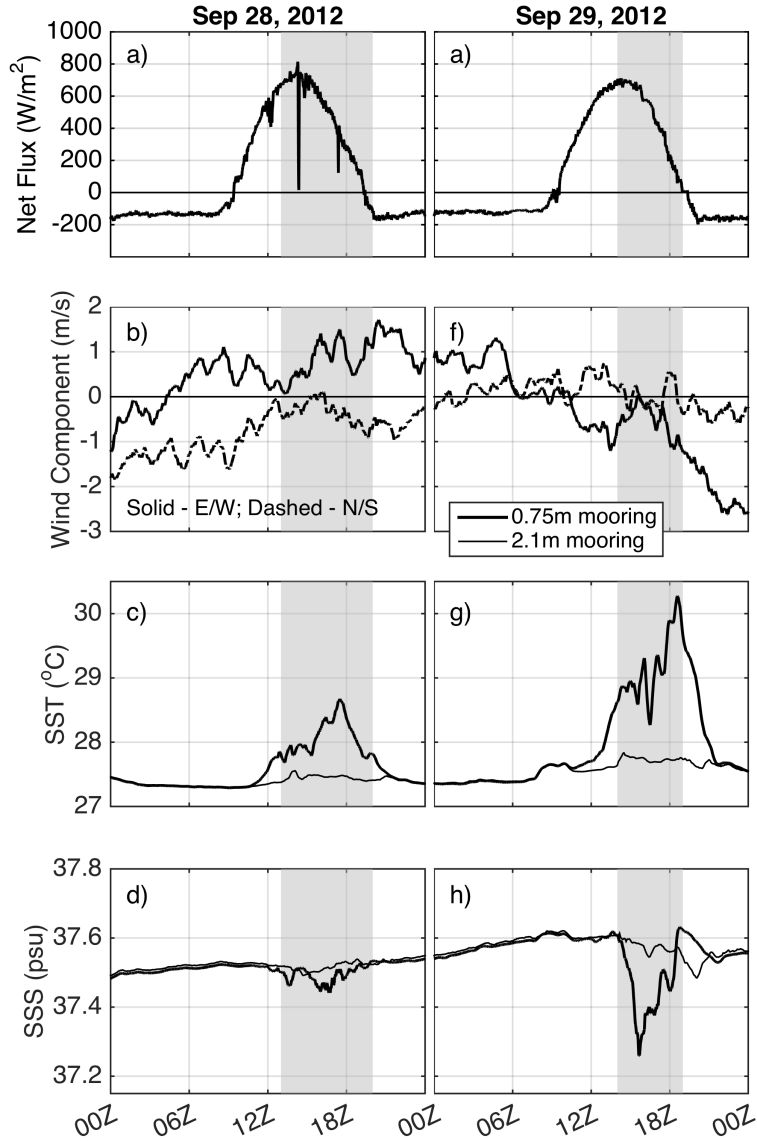 Sep 28, 2012 Sep 29, 2012
1000
800
600
400
200
0
-200
Net Flux (W/m²)
a) a)
2
1
0
-1
-2
-3
Wind Component (m/s)
b) f)
Solid - E/W; Dashed - N/S
0.75m mooring
2.1m mooring
30
29
28
27
SST (°C)
c) g)
37.8
37.6
37.4
37.2
SSS (psu)
d) h)
00Z 06Z 12Z 18Z 00Z 06Z 12Z 18Z 00Z